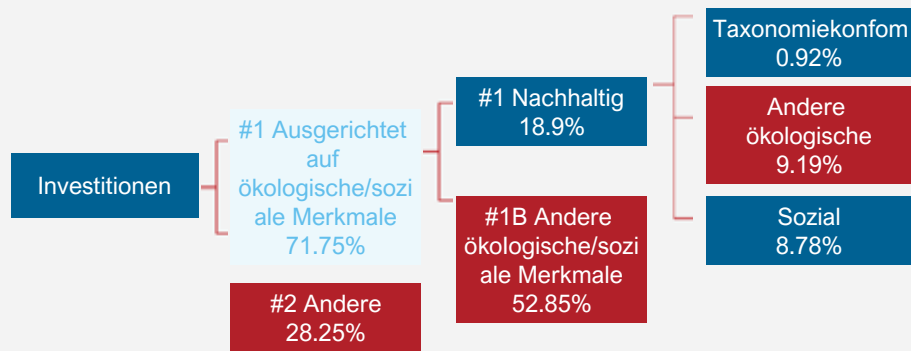 Investitionen
#1 Ausgerichtet
auf
ökologische/sozi
ale Merkmale
71.75%
#2 Andere
28.25%
#1 Nachhaltig
18.9%
#1B Andere
ökologische/sozi
ale Merkmale
52.85%
Taxonomiekonfom
0.92%
Andere
ökologische
9.19%
Sozial
8.78%